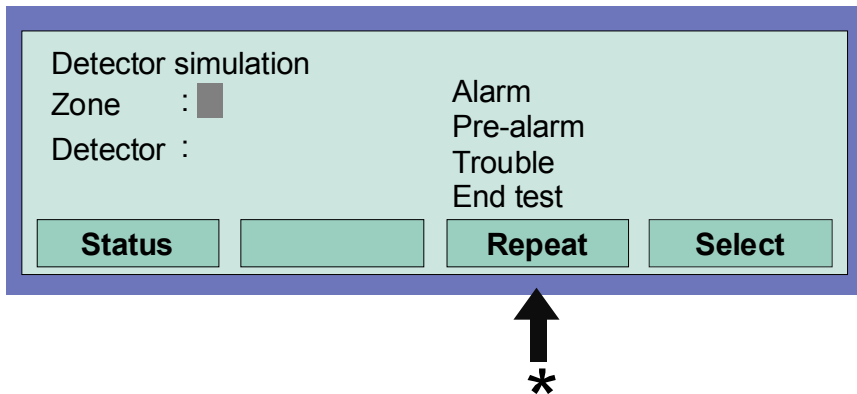 Detector simulation
Zone :
Detector :
Alarm
Pre-alarm
Trouble
End test
Status Repeat Select
*